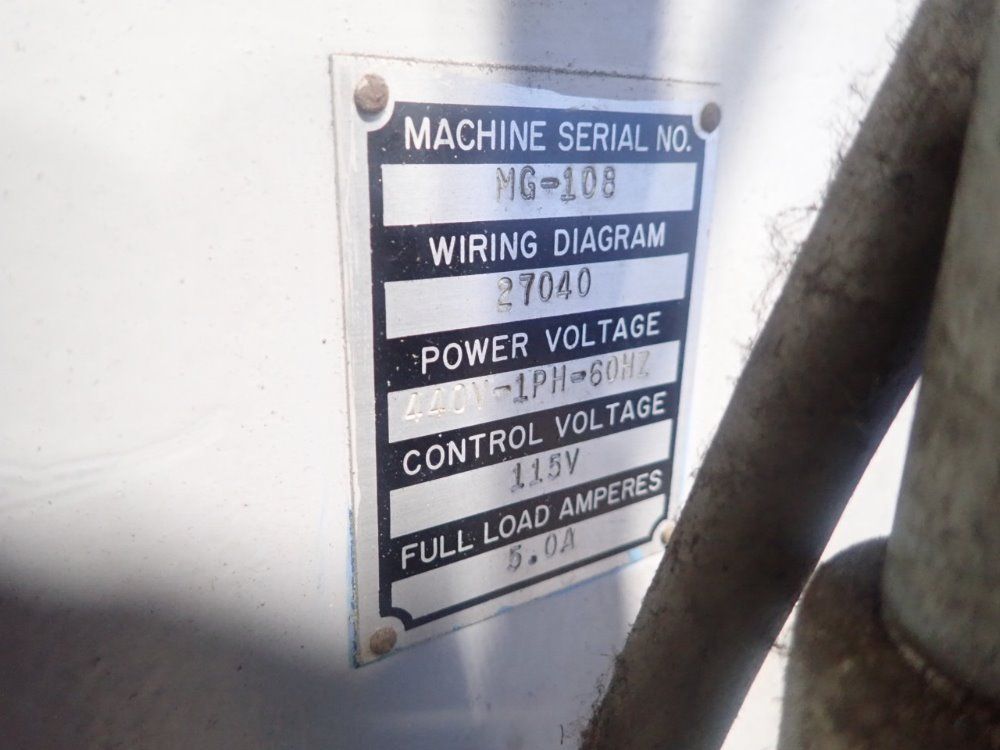 MACHINE SERIAL NO.
MG-108
WIRING DIAGRAM
27040
POWER VOLTAGE
440V-1PH-60HZ
CONTROL VOLTAGE
115V
FULL LOAD AMPERES
5.0A